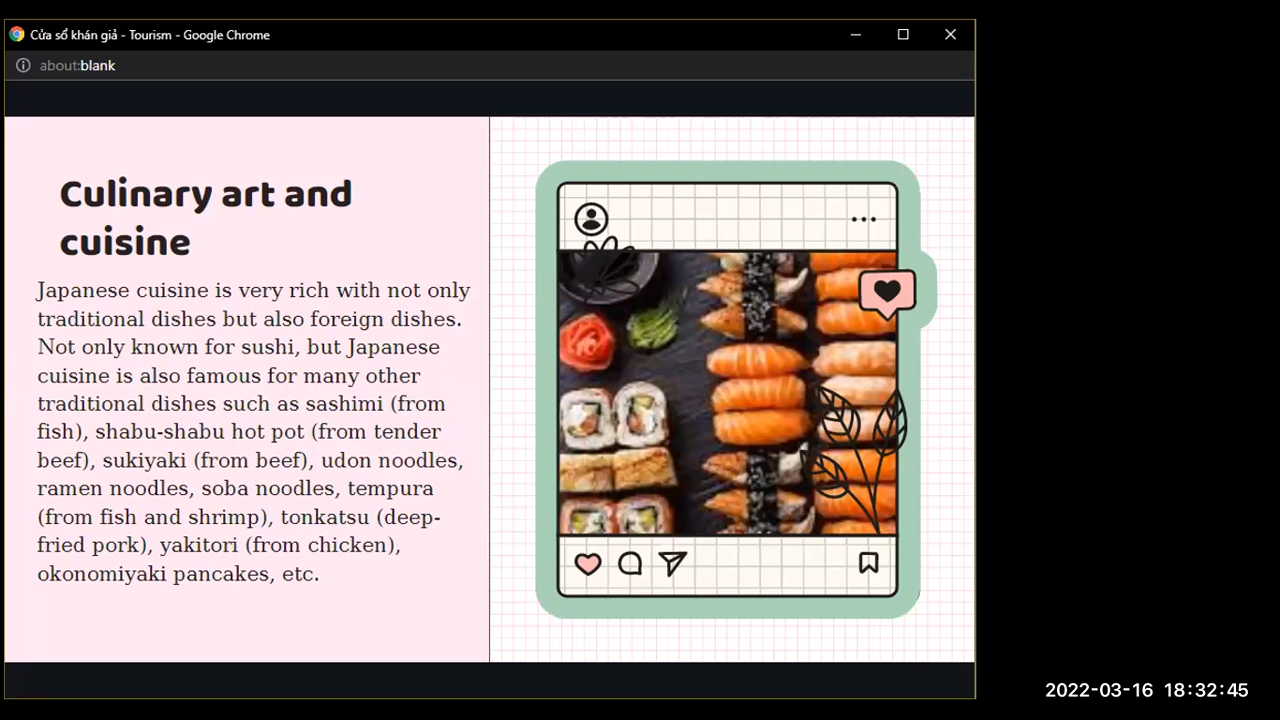 Cửa sổ khán giả - Tourism - Google Chrome
about:blank
Culinary art and
cuisine
Japanese cuisine is very rich with not only
traditional dishes but also foreign dishes.
Not only known for sushi, but Japanese
cuisine is also famous for many other
traditional dishes such as sashimi (from
fish), shabu-shabu hot pot (from tender
beef), sukiyaki (from beef), udon noodles,
ramen noodles, soba noodles, tempura
(from fish and shrimp), tonkatsu (deep-
fried pork), yakitori (from chicken),
okonomiyaki pancakes, etc.
2022-03-16 18:32:45